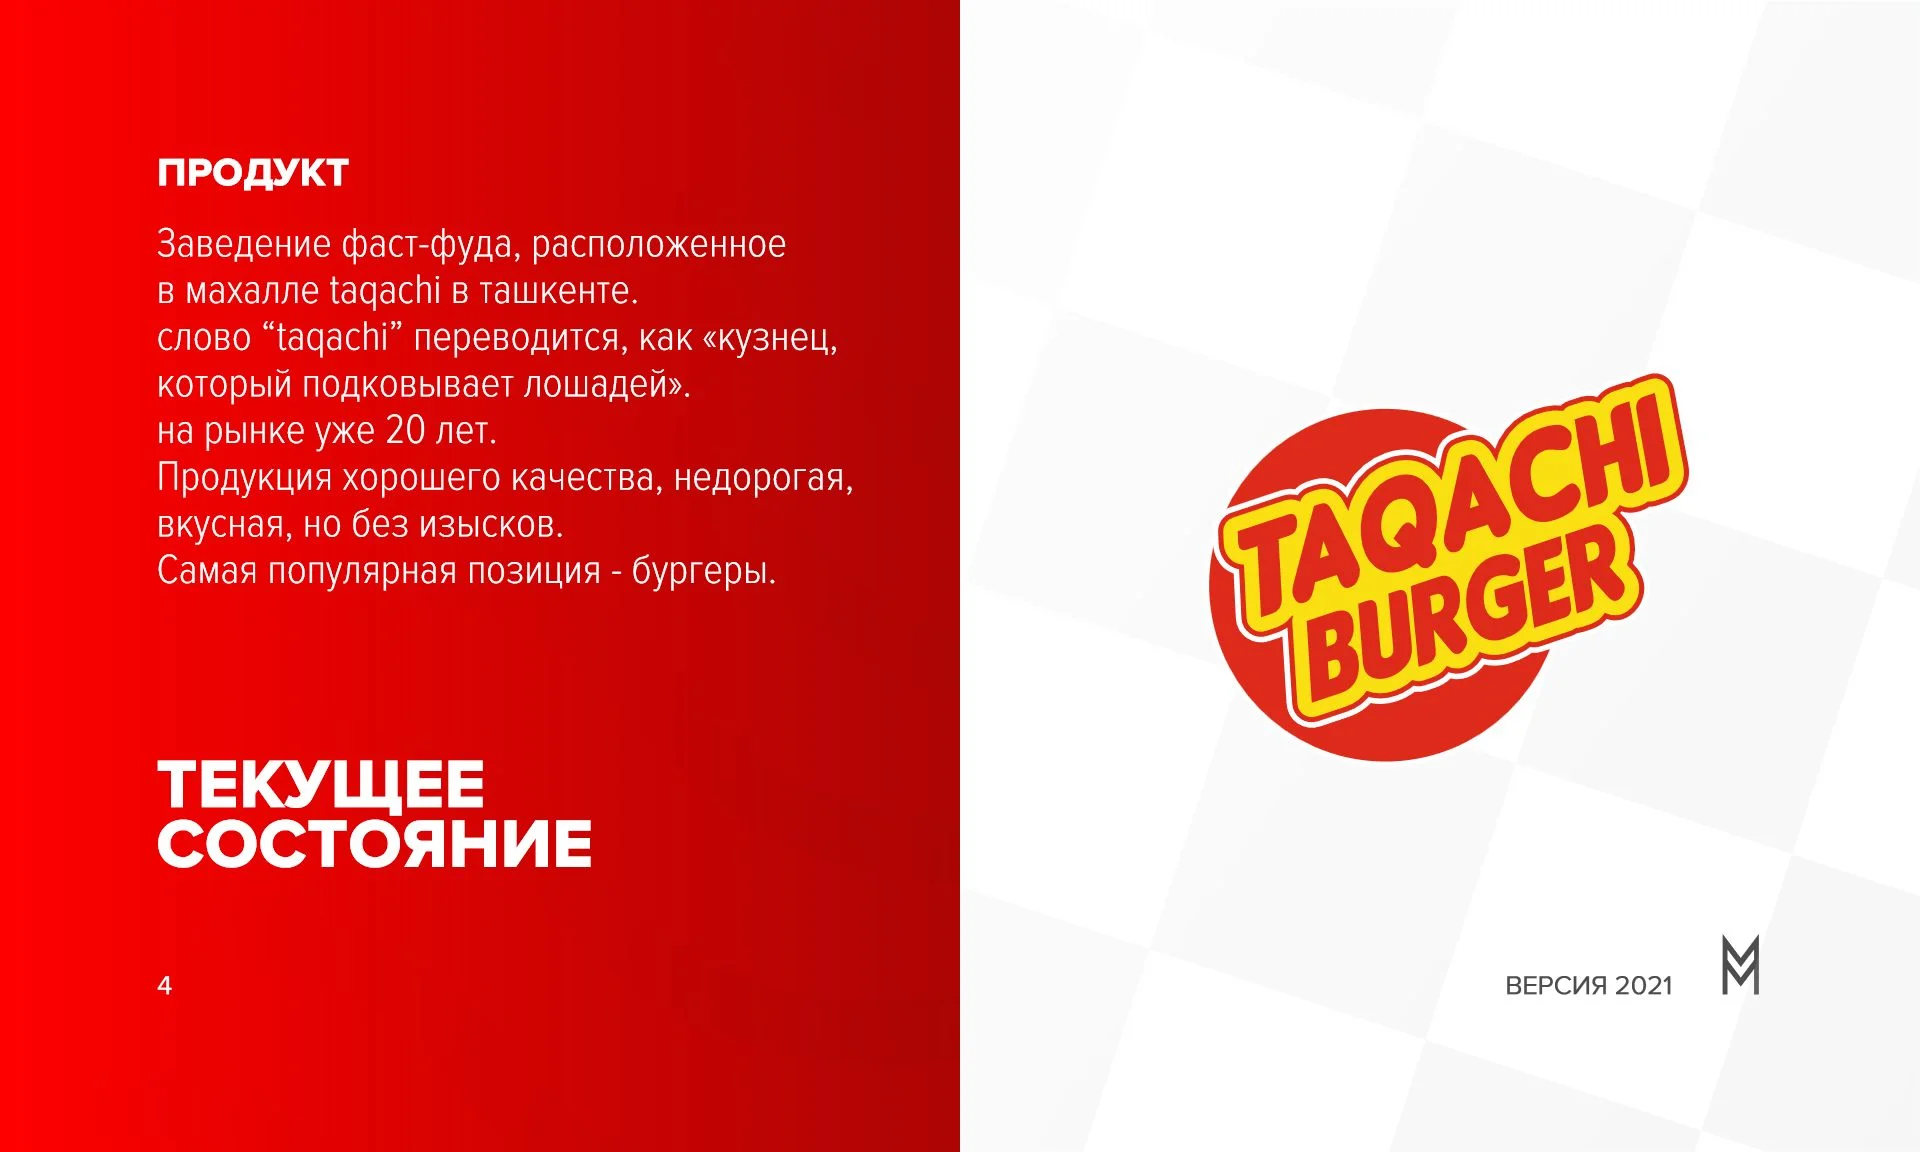 ПРОДУКТ
Заведение фаст-фуда, расположенное
в махалле taqachi в ташкенте.
слово “taqachi” переводится, как «кузнец,
который подковывает лошадей».
на рынке уже 20 лет.
Продукция хорошего качества, недорогая,
вкусная, но без изысков.
Самая популярная позиция - бургеры.
ТЕКУЩЕЕ
СОСТОЯНИЕ
4
TAQACHI
BURGER
ВЕРСИЯ 2021